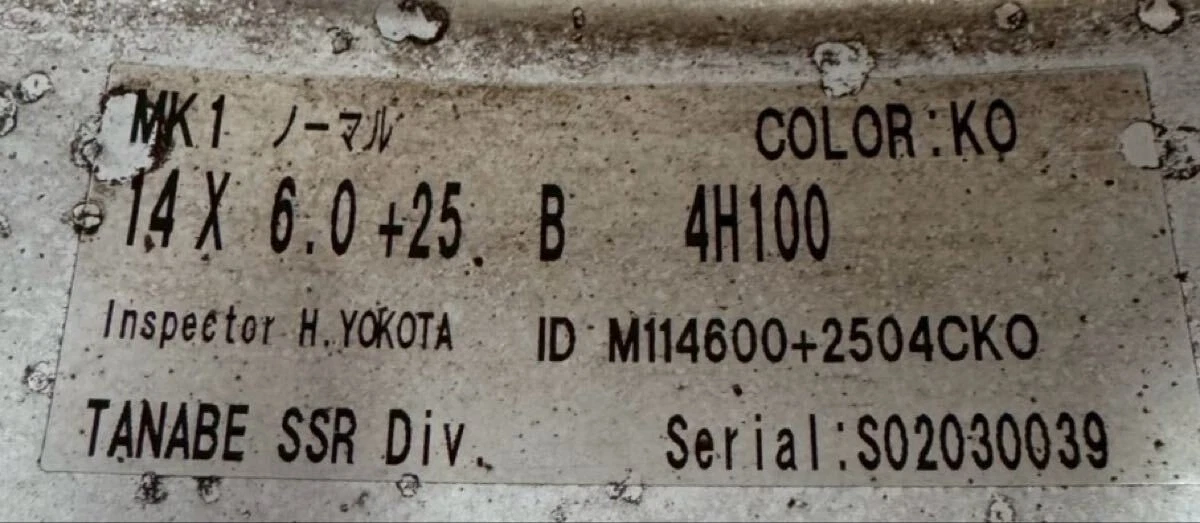 MK1 ノーマル COLOR:KO
14 X 6.0 +25. B 4H100
Inspector H.YOKOTA ID M114600+2504CKO
TANABE SSR Div. Serial:S02030039